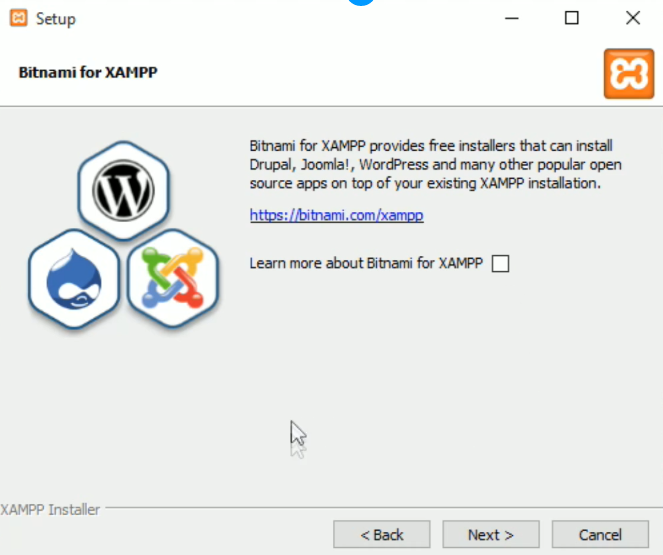 Setup
Bitnami for XAMPP
Bitnami for XAMPP provides free installers that can install
Drupal, Joomla!, WordPress and many other popular open
source apps on top of your existing XAMPP installation.
https://bitnami.com/xampp
Learn more about Bitnami for XAMPP
XAMPP Installer
< Back
Next >
Cancel